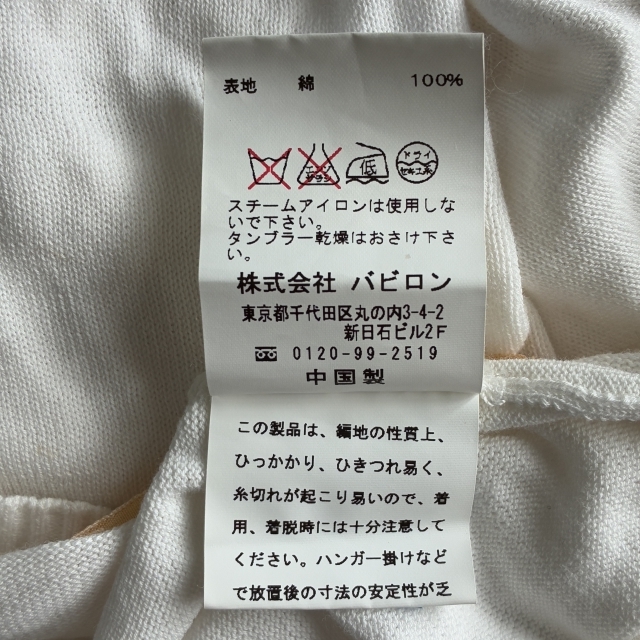 表地 綿 100%
エンソ サラシ 低 ドライ セキユ系
スチームアイロンは使用しな
いで下さい。
タンブラー乾燥はおさけ下さ
い。
株式会社 バビロン
東京都千代田区丸の内3-4-2
新日石ビル2F
0120-99-2519
中国製
この製品は、編地の性質上、
ひっかかり、ひきつれ易く、
糸切れが起こり易いので、着
用、着脱時には十分注意して
ください。ハンガー掛けなど
で放置後の寸法の安定性が乏